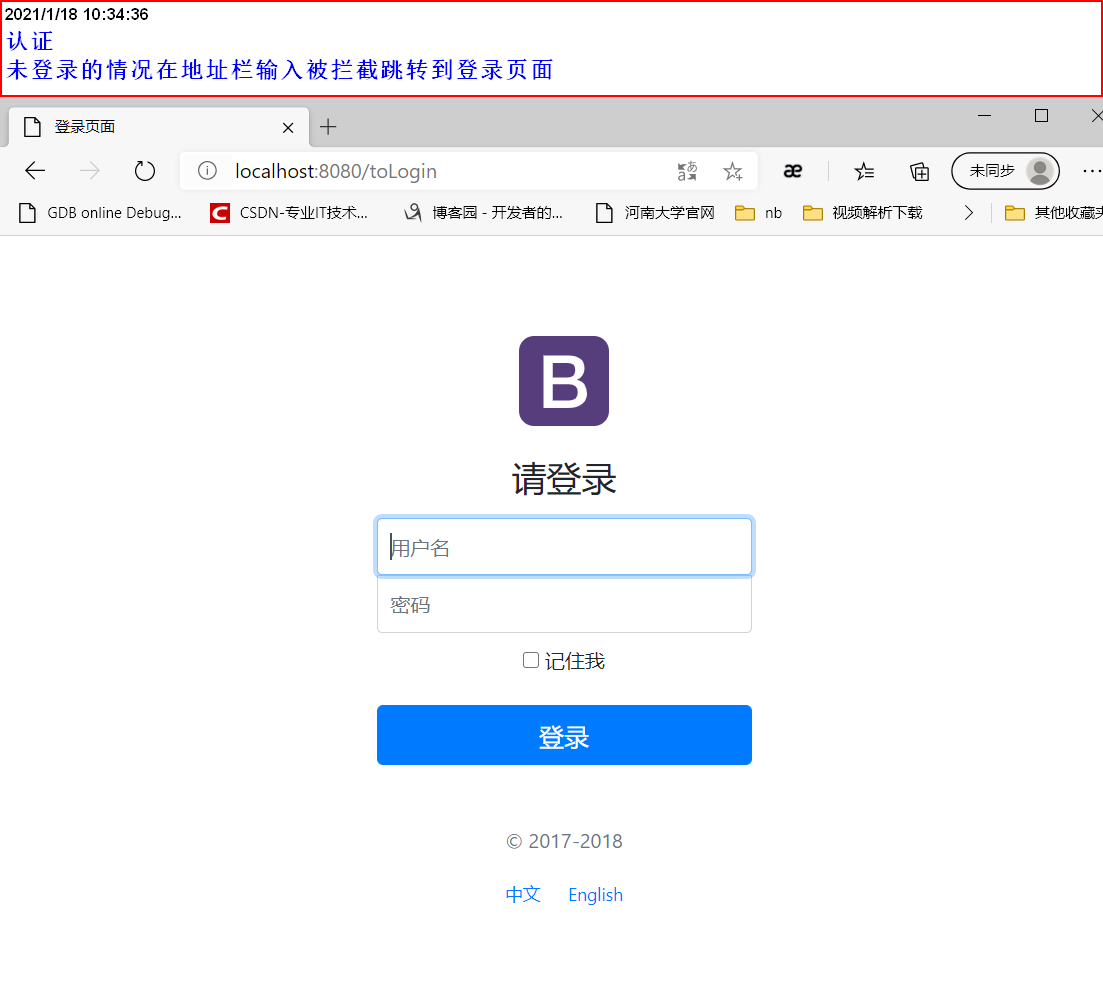 2021/1/18 10:34:36
认证
未登录的情况在地址栏输入被拦截跳转到登录页面
登录页面
localhost:8080/toLogin
未同步
GDB online Debug...
CSDN-专业IT技术...
博客园 - 开发者的...
河南大学官网
nb
视频解析下载
其他收藏夹
B
请登录
用户名
密码
记住我
登录
© 2017-2018
中文 English